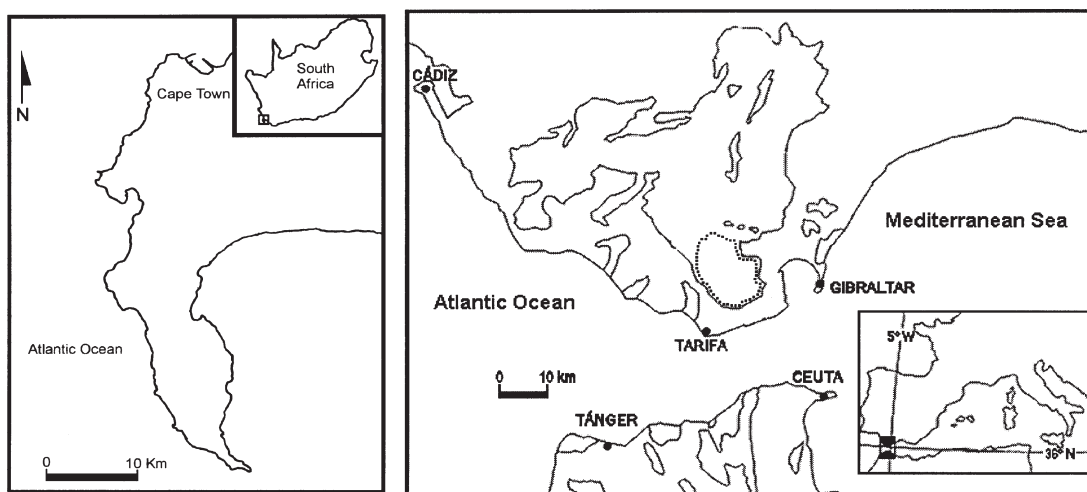 N
Cape Town
South
Africa
Atlantic Ocean
0 10 Km
CÁDIZ
Mediterranean Sea
Atlantic Ocean
GIBRALTAR
TARIFA
0 10 km
CEUTA
TÁNGER
5° W
36° N